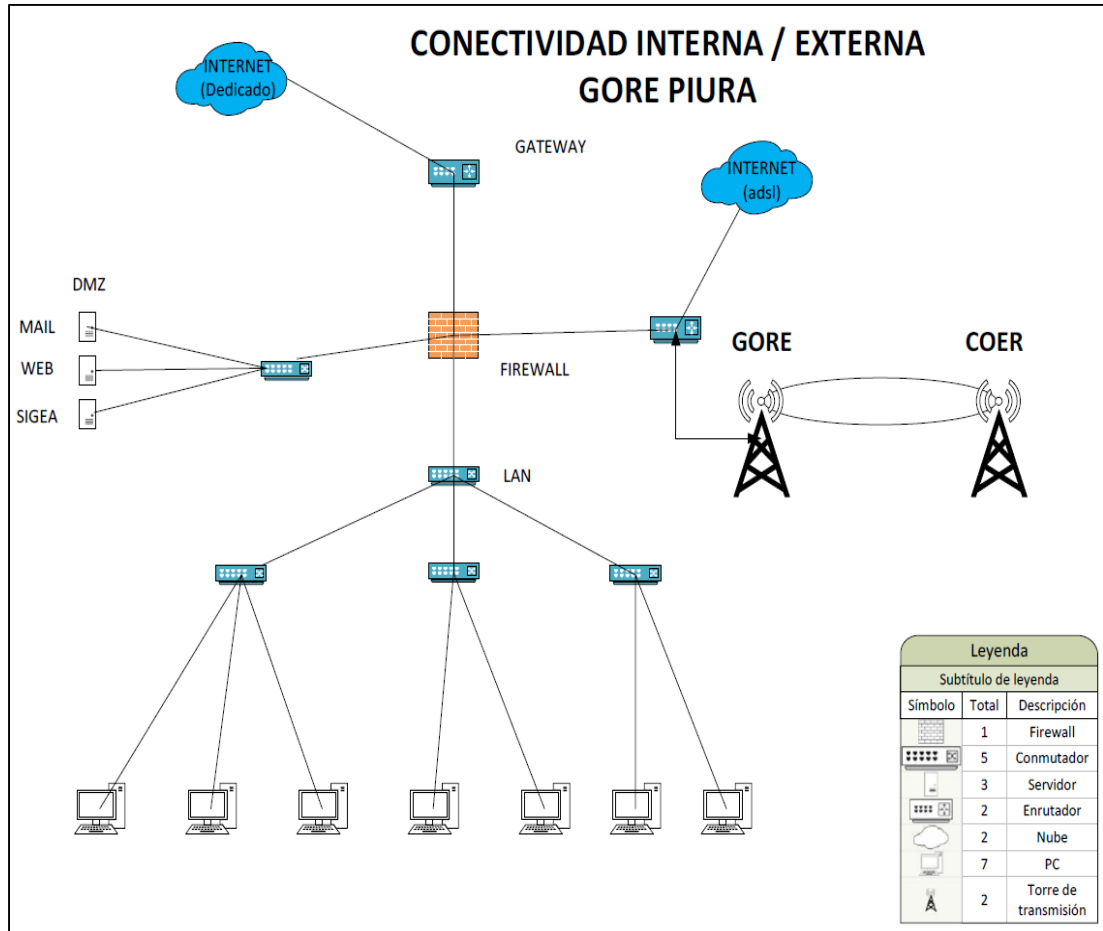 CONECTIVIDAD INTERNA / EXTERNA
GORE PIURA
INTERNET
(Dedicado)
GATEWAY
INTERNET
(adsl)
DMZ
MAIL
WEB
SIGEA
FIREWALL
GORE
COER
LAN
Leyenda
Subtítulo de leyenda
Símbolo Total Descripción
1 Firewall
5 Conmutador
3 Servidor
2 Enrutador
2 Nube
7 PC
2 Torre de
transmisión